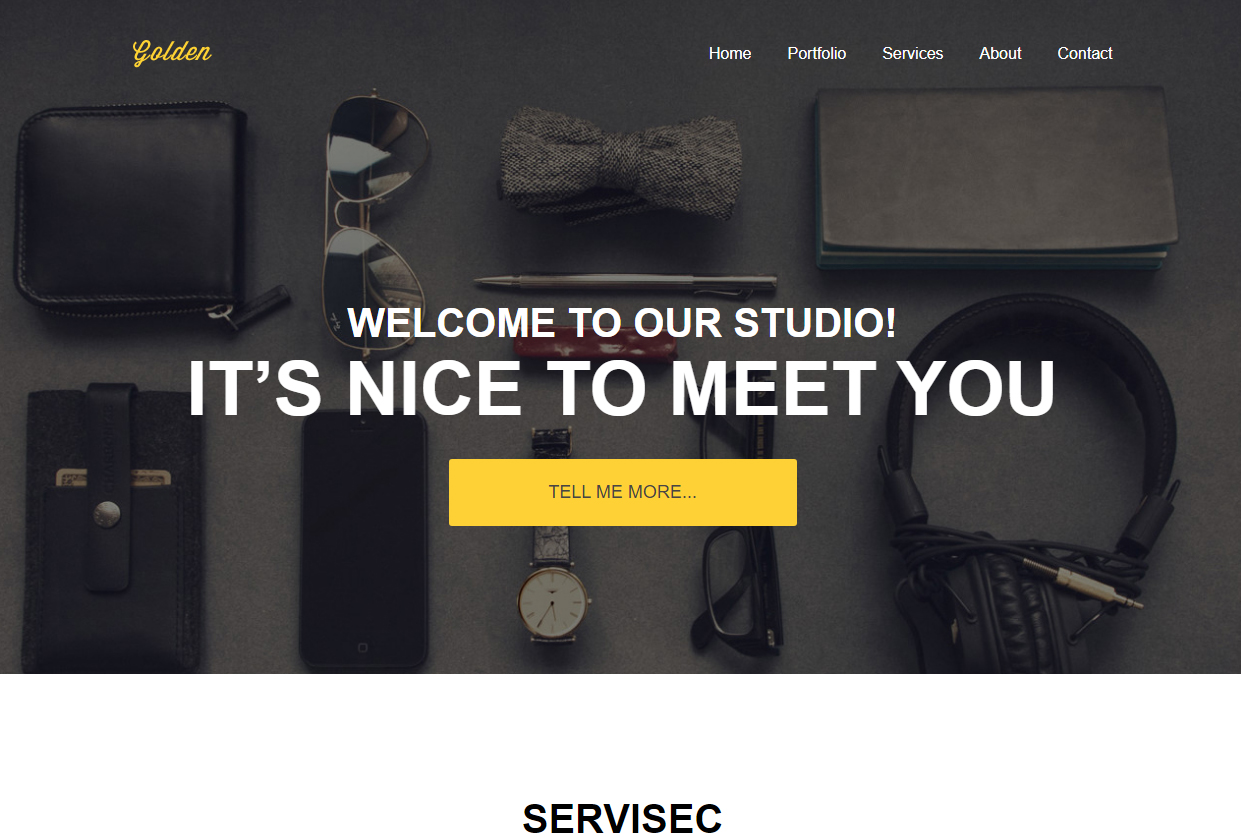 Golden
Home Portfolio Services About Contact
WELCOME TO OUR STUDIO!
IT’S NICE TO MEET YOU
TELL ME MORE...
SERVISEC